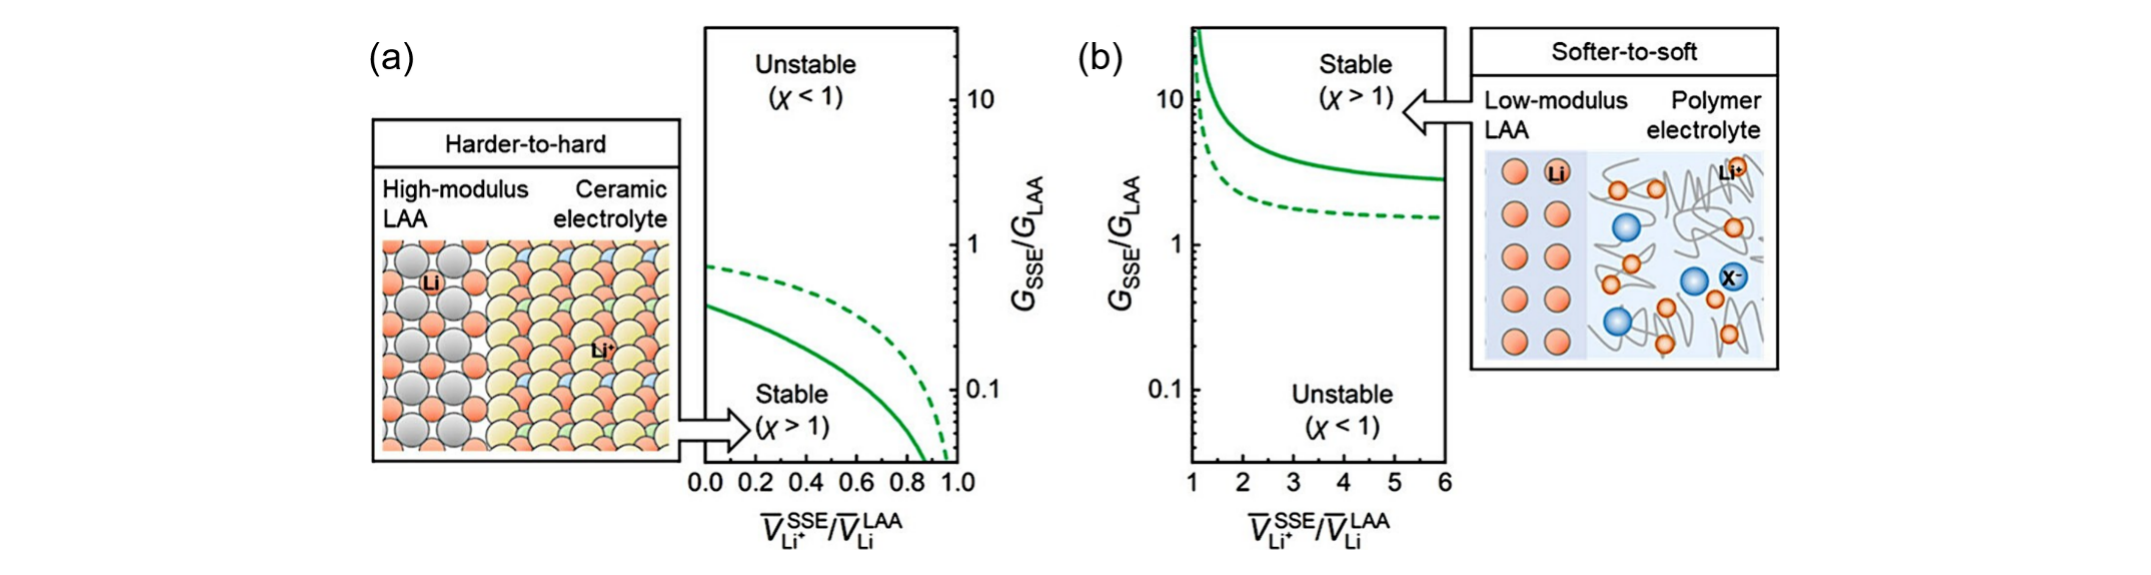 (a)
Harder-to-hard
High-modulus LAA
Ceramic electrolyte
Li
Li⁺
Unstable
(χ < 1)
Stable
(χ > 1)
10
1
0.1
G_SSE/G_LAA
0.0 0.2 0.4 0.6 0.8 1.0
V̅_Li⁺^SSE/V̅_Li^LAA
(b)
10
1
0.1
G_SSE/G_LAA
Stable
(χ > 1)
Unstable
(χ < 1)
1 2 3 4 5 6
V̅_Li⁺^SSE/V̅_Li^LAA
Softer-to-soft
Low-modulus LAA
Polymer electrolyte
Li
Li⁺
X⁻